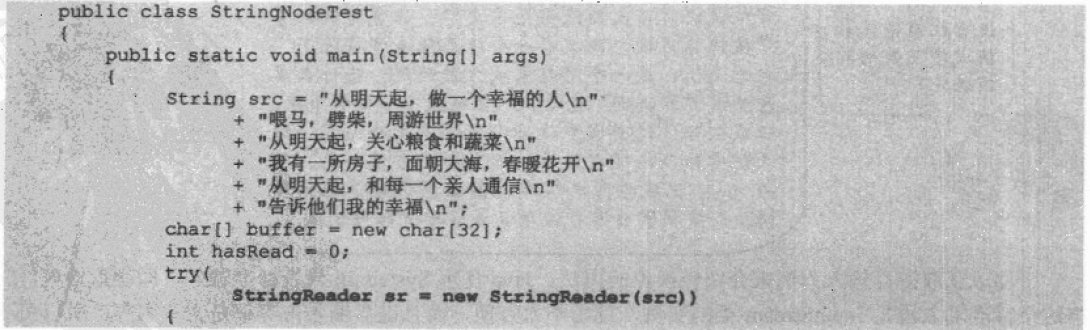 public class StringNodeTest
{
public static void main(String[] args)
{
String src = "从明天起，做一个幸福的人\n"
+ "喂马，劈柴，周游世界\n"
+ "从明天起，关心粮食和蔬菜\n"
+ "我有一所房子，面朝大海，春暖花开\n"
+ "从明天起，和每一个亲人通信\n"
+ "告诉他们我的幸福\n";
char[] buffer = new char[32];
int hasRead = 0;
try(
StringReader sr = new StringReader(src))
{